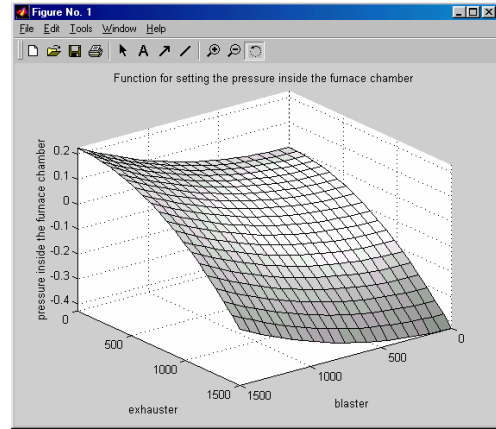 Figure No. 1
File Edit Tools Window Help
A
Function for setting the pressure inside the furnace chamber
pressure inside the furnace chamber
0.2
0.1
0
-0.1
-0.2
-0.3
-0.4
0
500
1000
1500
exhauster
1500
1000
500
0
blaster